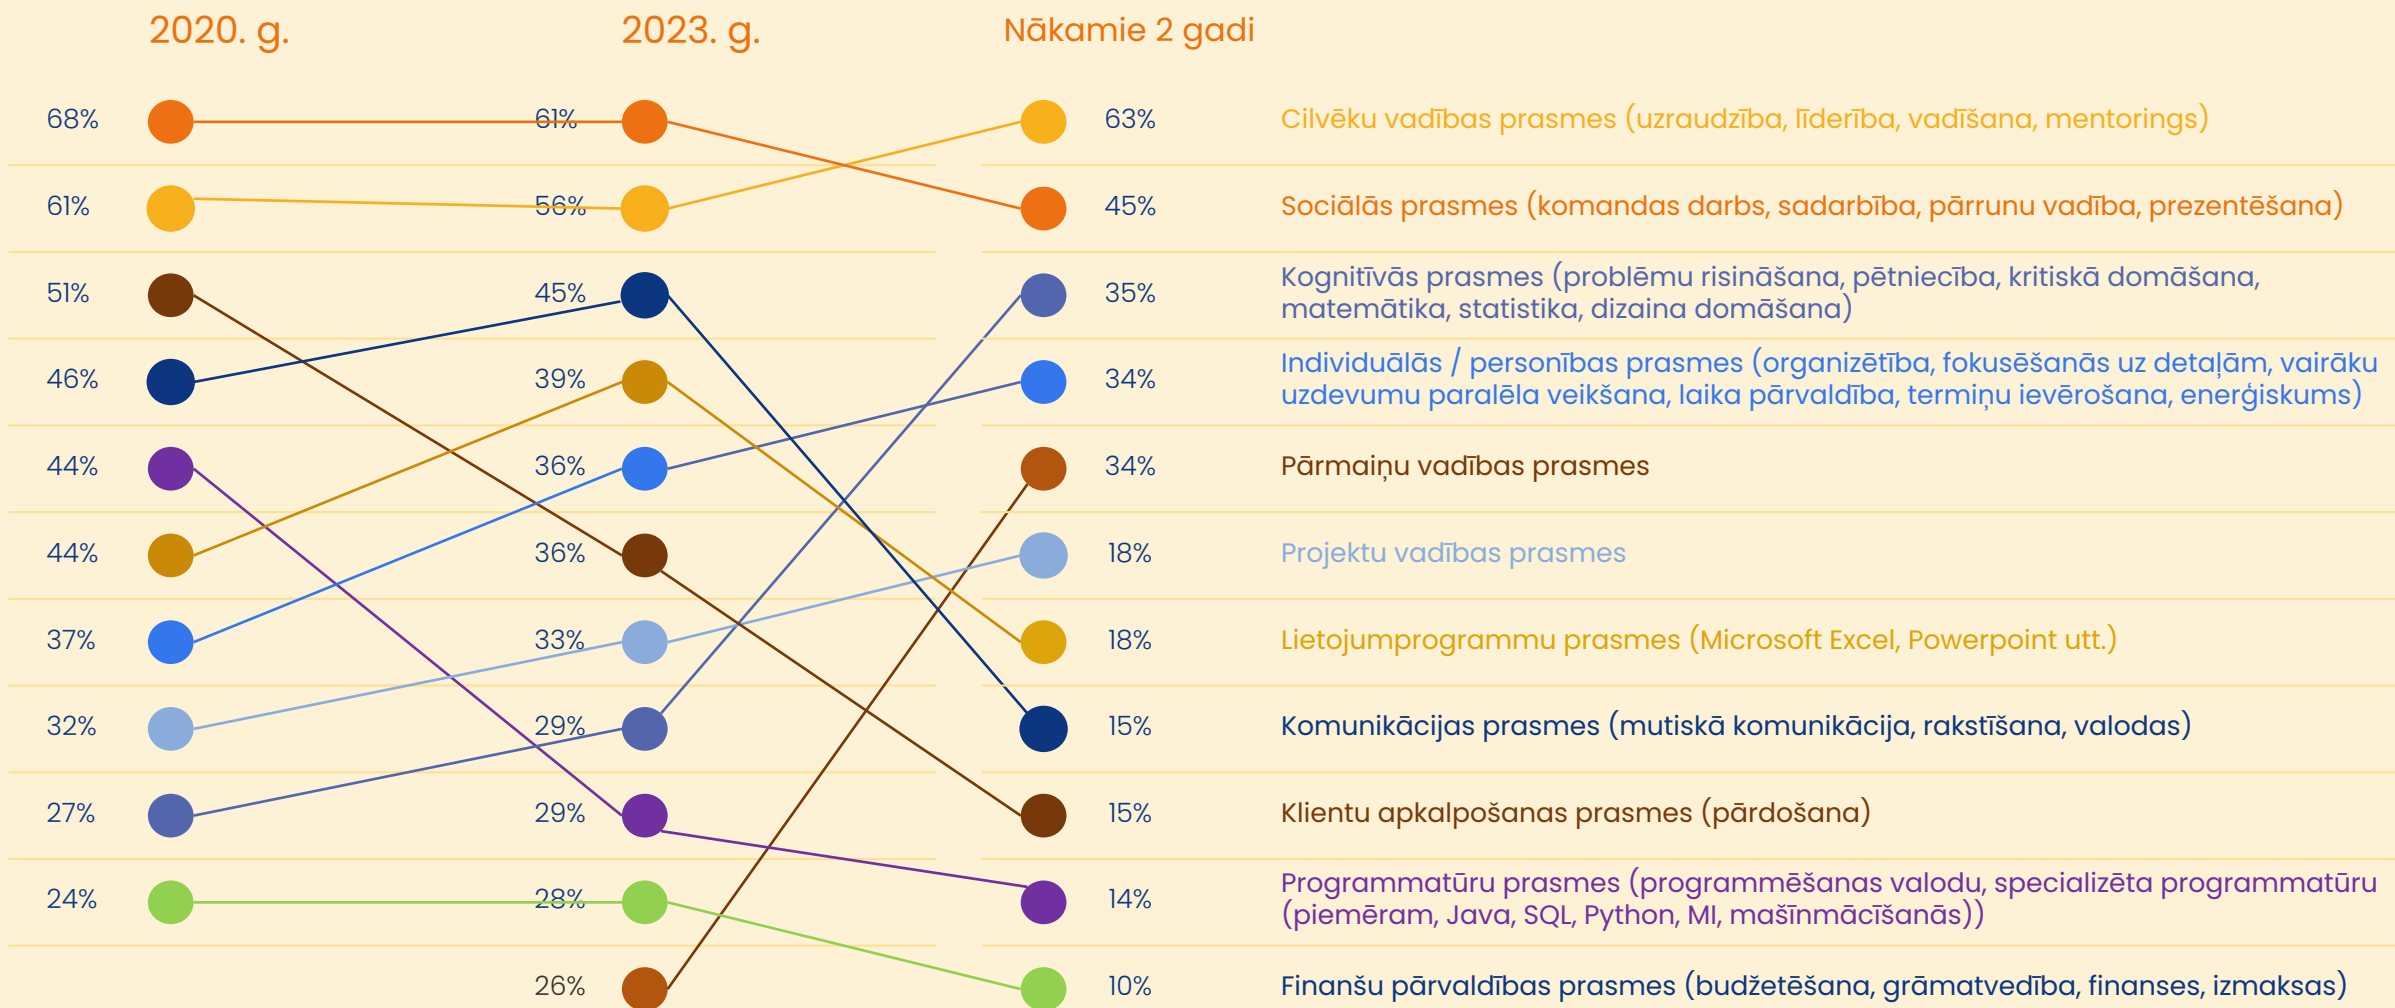 2020. g. 2023. g. Nākamie 2 gadi
68% 61% 63% Cilvēku vadības prasmes (uzraudzība, līderība, vadīšana, mentorings)
61% 56% 45% Sociālās prasmes (komandas darbs, sadarbība, pārrunu vadība, prezentēšana)
51% 45% 35% Kognitīvās prasmes (problēmu risināšana, pētniecība, kritiskā domāšana,
matemātika, statistika, dizaina domāšana)
46% 39% 34% Individuālās / personības prasmes (organizētība, fokusēšanās uz detaļām, vairāku
uzdevumu paralēla veikšana, laika pārvaldība, termiņu ievērošana, enerģiskums)
44% 36% 34% Pārmaiņu vadības prasmes
44% 36% 18% Projektu vadības prasmes
37% 33% 18% Lietojumprogrammu prasmes (Microsoft Excel, Powerpoint utt.)
32% 29% 15% Komunikācijas prasmes (mutiskā komunikācija, rakstīšana, valodas)
27% 29% 15% Klientu apkalpošanas prasmes (pārdošana)
24% 28% 14% Programmatūru prasmes (programmēšanas valodu, specializēta programmatūru
(piemēram, Java, SQL, Python, MI, mašīnmācīšanās))
26% 10% Finanšu pārvaldības prasmes (budžetēšana, grāmatvedība, finanses, izmaksas)